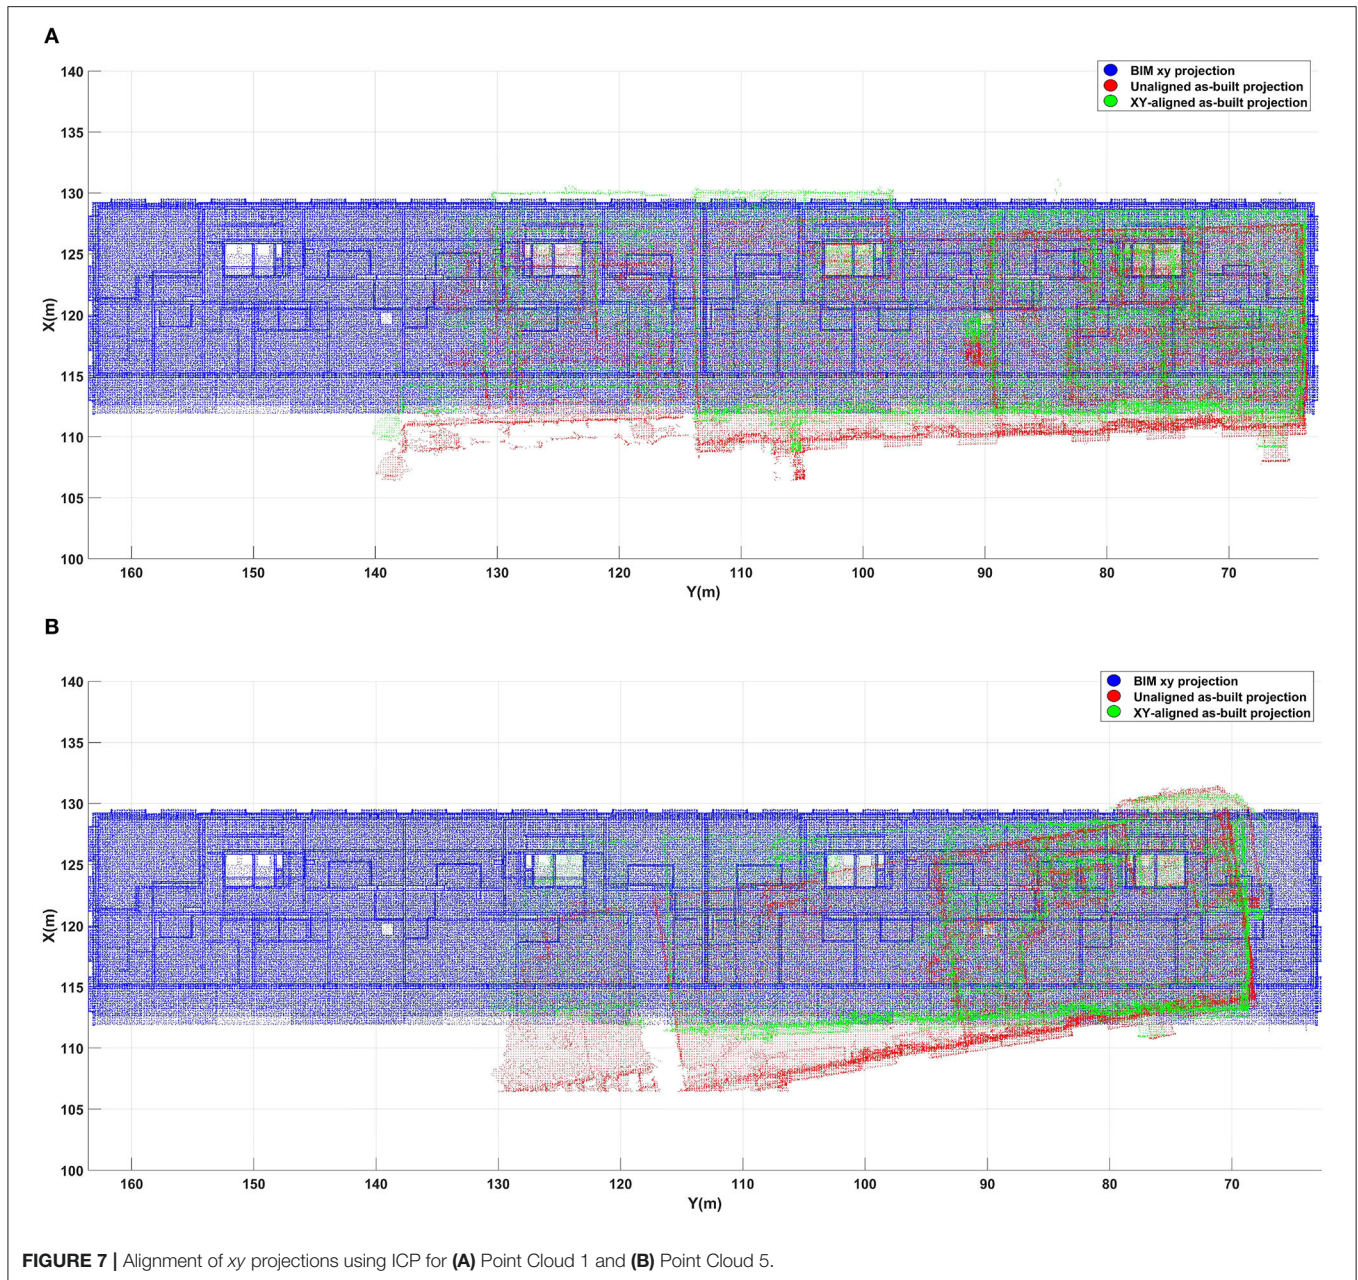 A
BIM xy projection
Unaligned as-built projection
XY-aligned as-built projection
140
135
130
125
120
115
110
105
100
X(m)
160 150 140 130 120 110 100 90 80 70
Y(m)
B
BIM xy projection
Unaligned as-built projection
XY-aligned as-built projection
140
135
130
125
120
115
110
105
100
X(m)
160 150 140 130 120 110 100 90 80 70
Y(m)
FIGURE 7 | Alignment of xy projections using ICP for (A) Point Cloud 1 and (B) Point Cloud 5.